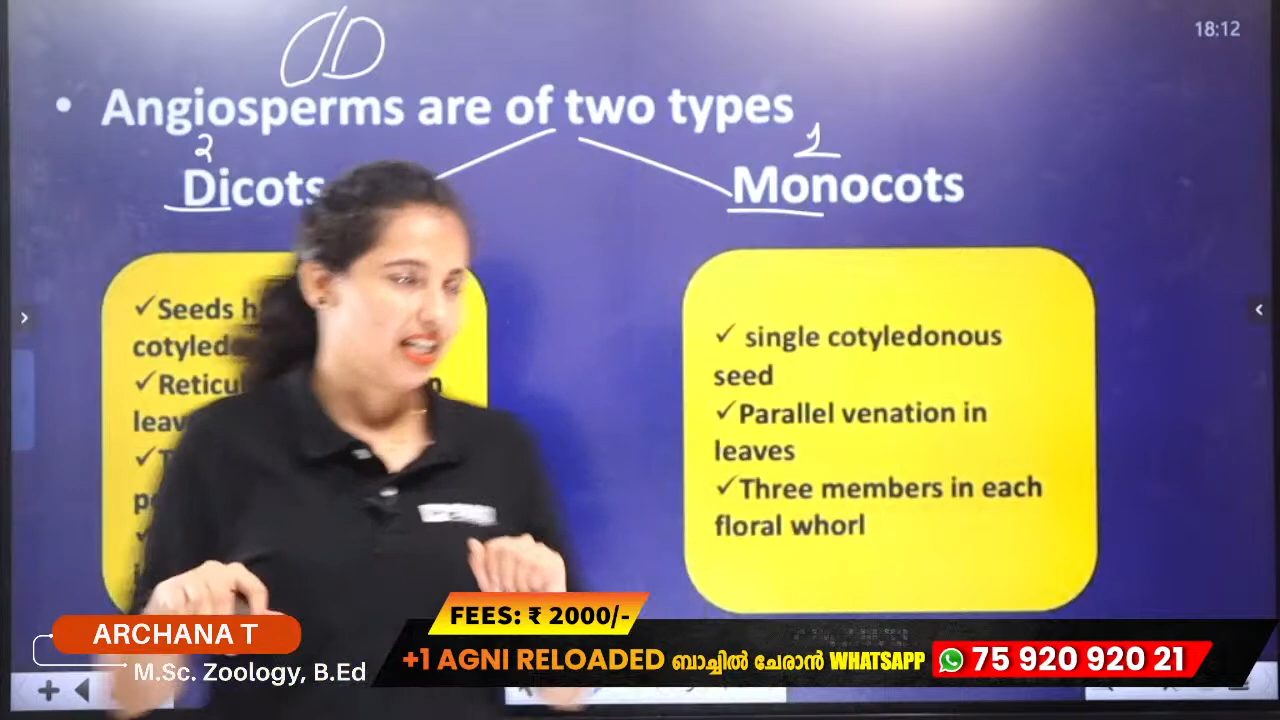 18:12
• Angiosperms are of two types
2
1
Dicots
Monocots
✓Seeds
✓
leav
✓ single cotyledonous
seed
✓Parallel venation in
leaves
✓Three members in each
floral whorl
FEES: ₹ 2000/-
ARCHANA T
M.Sc. Zoology, B.Ed
+1 AGNI RELOADED ബാച്ചിൽ ചേരാൻ WHATSAPP 75 920 920 21